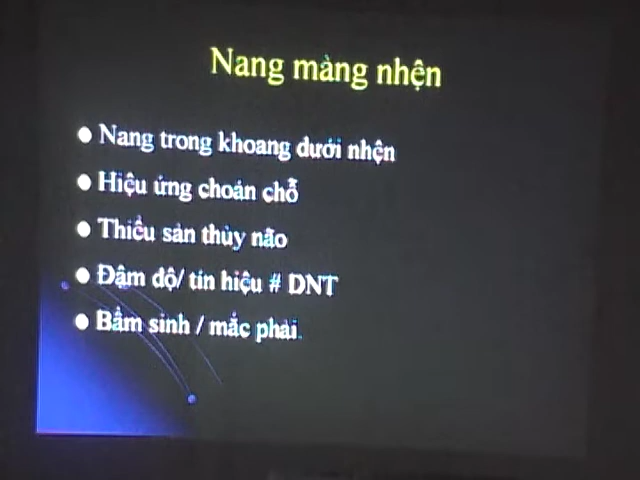 Nang màng nhện
Nang trong khoang dưới nhện
Hiệu ứng choán chỗ
Thiểu sản thùy não
Đậm độ/ tín hiệu # DNT
Bẩm sinh / mắc phải.